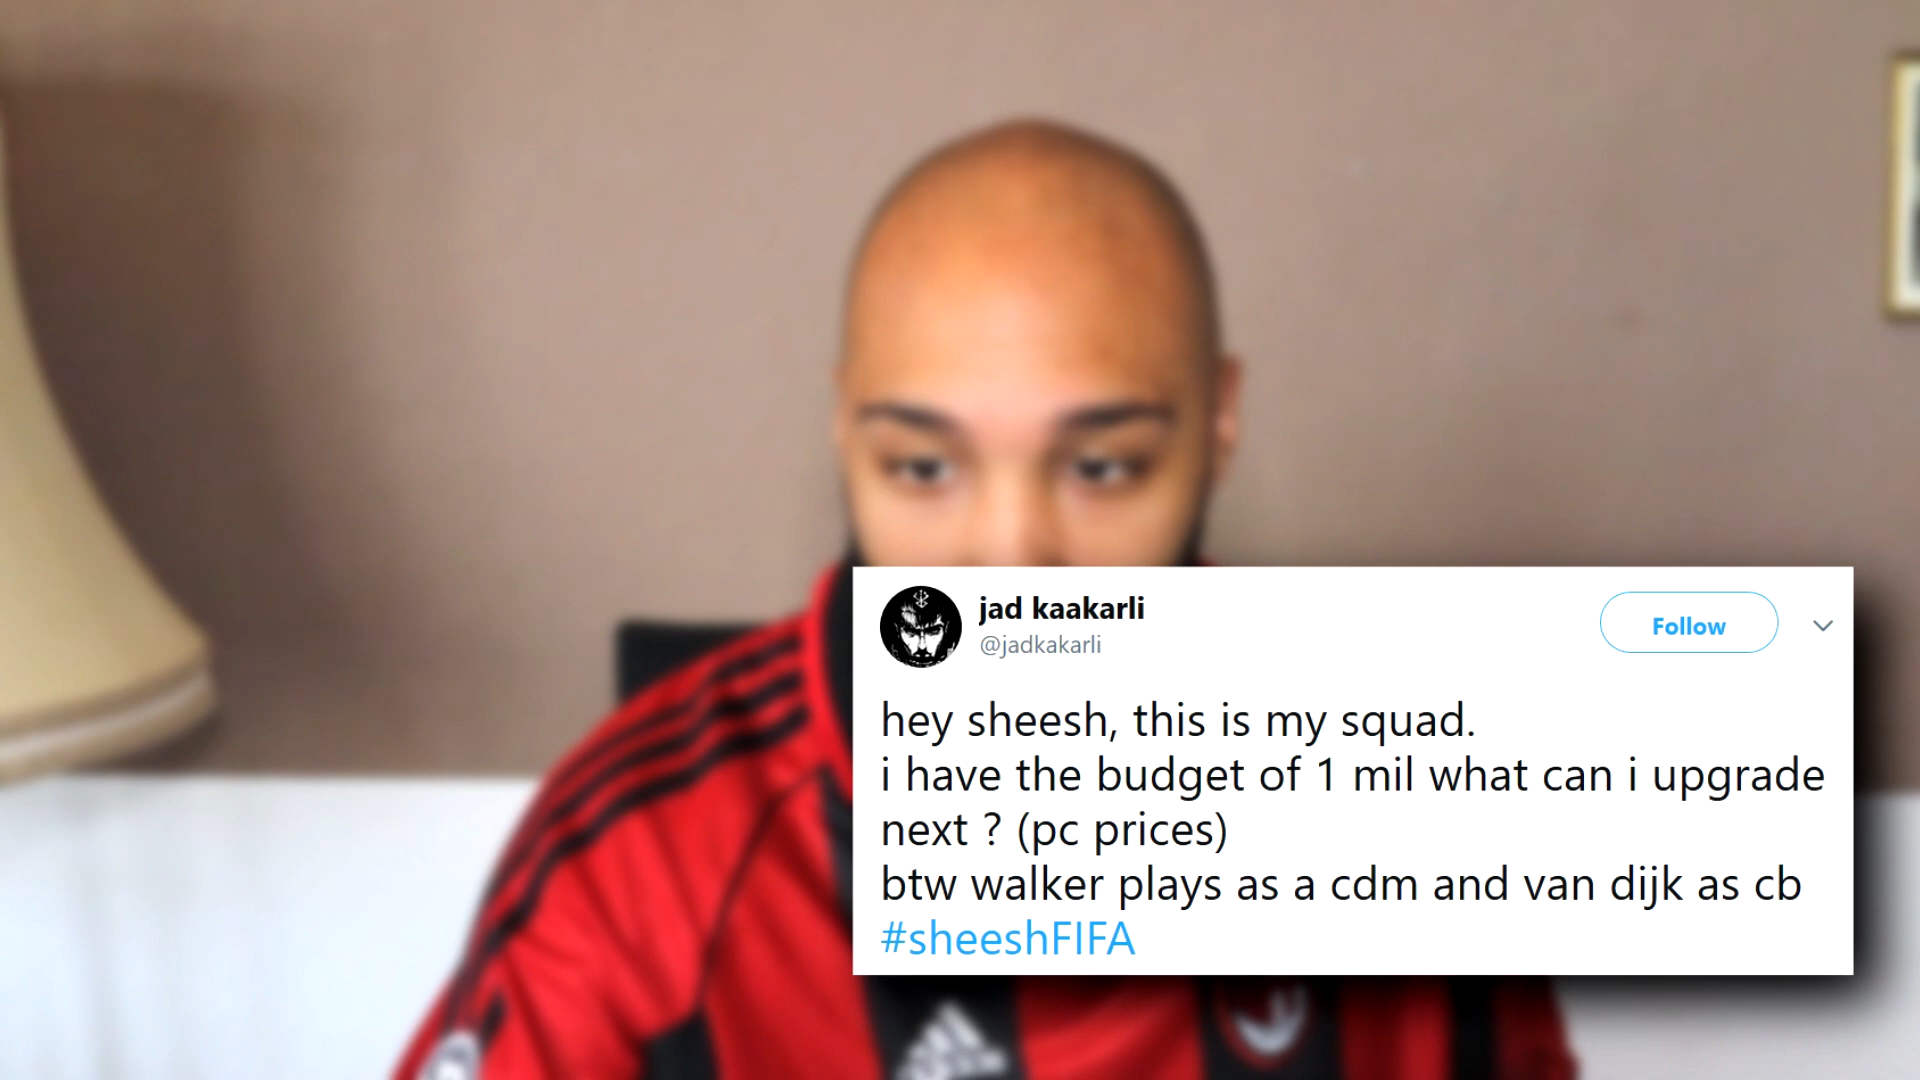 jad kaakarli
@jadkakarli
Follow
hey sheesh, this is my squad.
i have the budget of 1 mil what can i upgrade
next ? (pc prices)
btw walker plays as a cdm and van dijk as cb
#sheeshFIFA